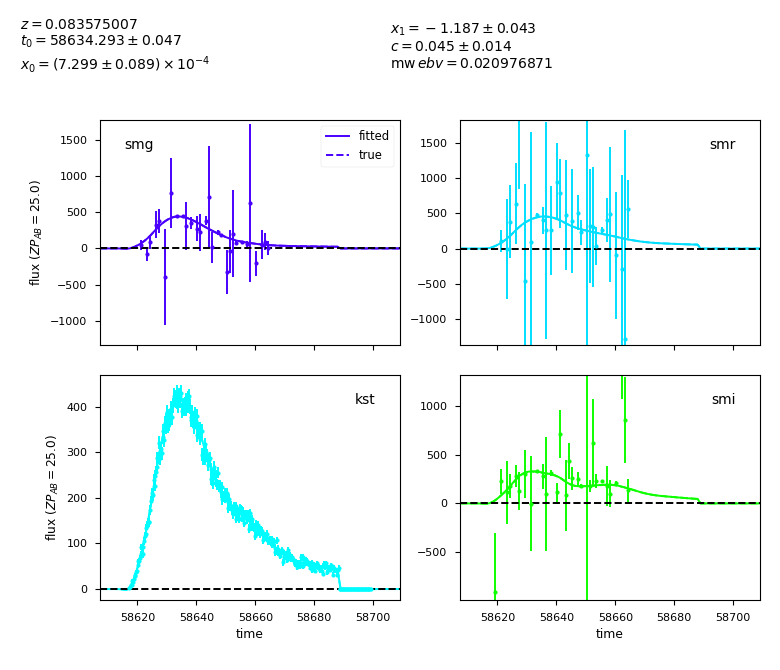 z = 0.083575007
t₀ = 58634.293 ± 0.047
x₀ = (7.299 ± 0.089) × 10⁻⁴
x₁ = −1.187 ± 0.043
c = 0.045 ± 0.014
mw ebv = 0.020976871
smg
fitted
true
1500
1000
500
0
−500
−1000
flux (ZP_AB = 25.0)
smr
1500
1000
500
0
−500
−1000
kst
400
300
200
100
0
flux (ZP_AB = 25.0)
58620 58640 58660 58680 58700
time
smi
1000
500
0
−500
58620 58640 58660 58680 58700
time